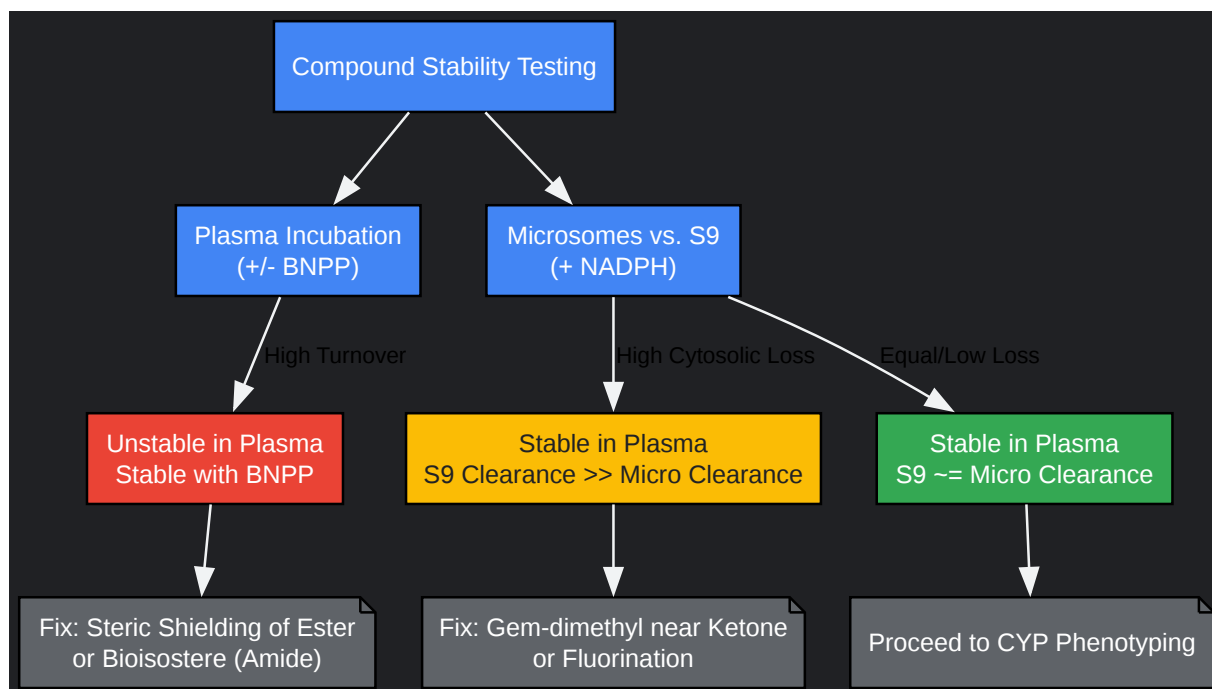 Compound Stability Testing
Plasma Incubation
(+/- BNPP)
Microsomes vs. S9
(+ NADPH)
High Turnover
High Cytosolic Loss
Equal/Low Loss
Unstable in Plasma
Stable with BNPP
Stable in Plasma
S9 Clearance >> Micro Clearance
Stable in Plasma
S9 ~= Micro Clearance
Fix: Steric Shielding of Ester
or Bioisostere (Amide)
Fix: Gem-dimethyl near Ketone
or Fluorination
Proceed to CYP Phenotyping